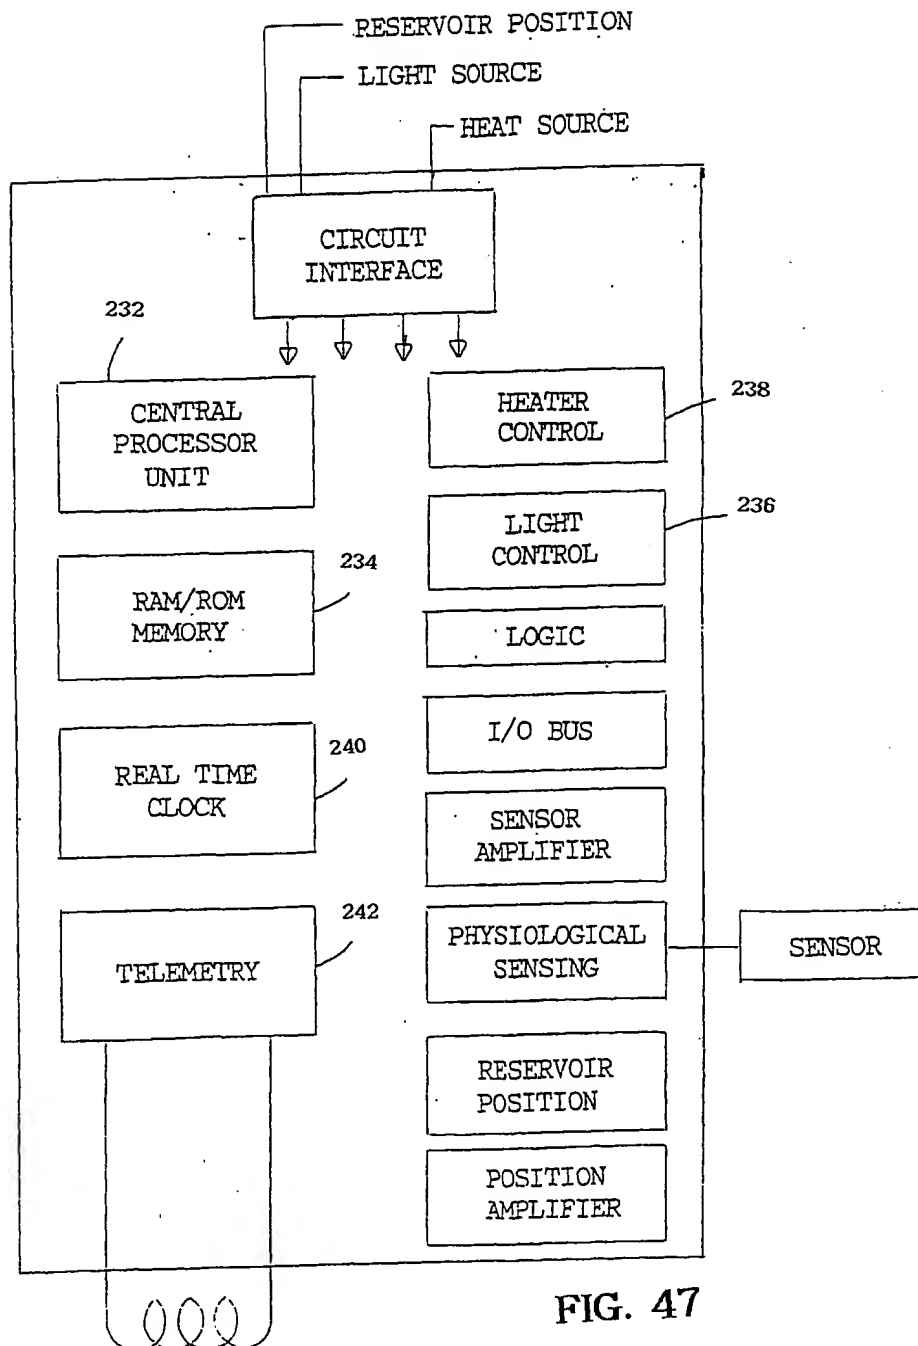 RESERVOIR POSITION
LIGHT SOURCE
HEAT SOURCE
CIRCUIT
INTERFACE
232
CENTRAL
PROCESSOR
UNIT
234
RAM/ROM
MEMORY
240
REAL TIME
CLOCK
242
TELEMETRY
238
HEATER
CONTROL
236
LIGHT
CONTROL
LOGIC
I/O BUS
SENSOR
AMPLIFIER
PHYSIOLOGICAL
SENSING
SENSOR
RESERVOIR
POSITION
POSITION
AMPLIFIER
FIG. 47